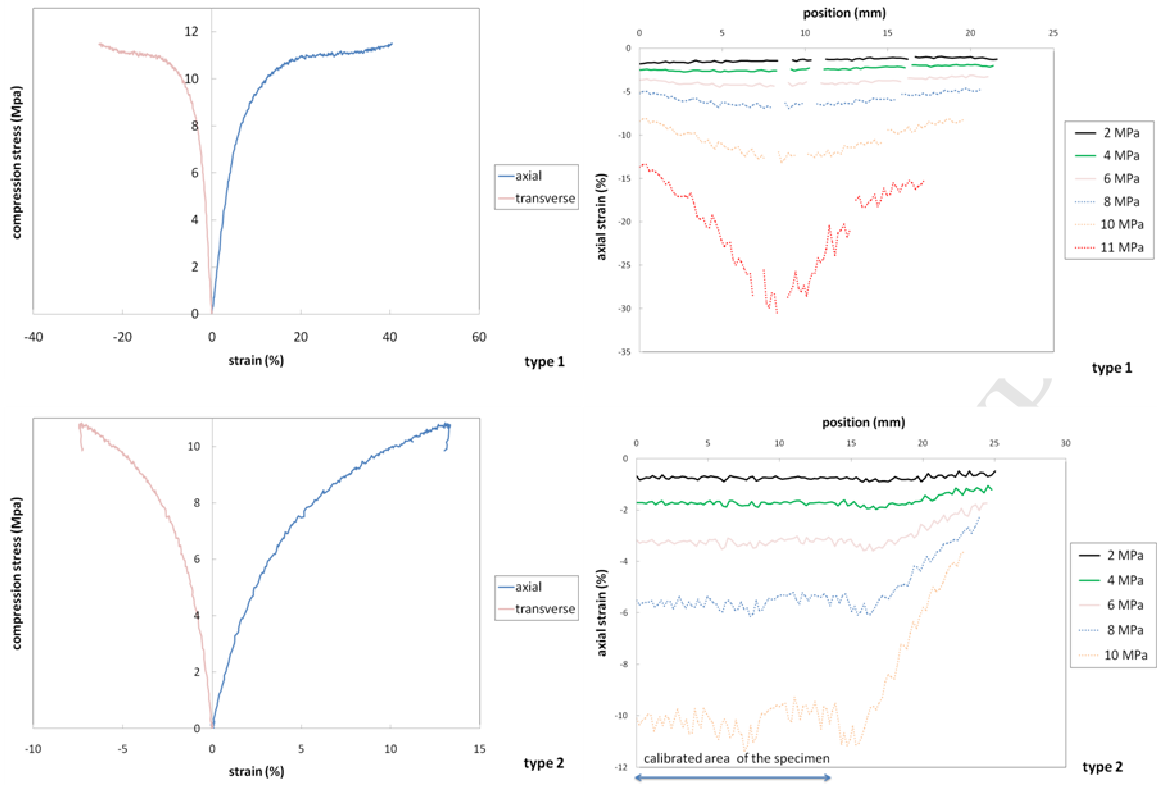 compression stress (Mpa)
12
10
8
6
4
2
0
-40
-20
0
20
40
60
strain (%)
axial
transverse
type 1
position (mm)
0
5
10
15
20
25
0
-5
-10
-15
-20
-25
-30
-35
axial strain (%)
2 MPa
4 MPa
6 MPa
8 MPa
10 MPa
11 MPa
type 1
compression stress (Mpa)
10
8
6
4
2
0
-10
-5
0
5
10
15
strain (%)
axial
transverse
type 2
position (mm)
0
5
10
15
20
25
30
0
-2
-4
-6
-8
-10
-12
axial strain (%)
2 MPa
4 MPa
6 MPa
8 MPa
10 MPa
calibrated area of the specimen
type 2